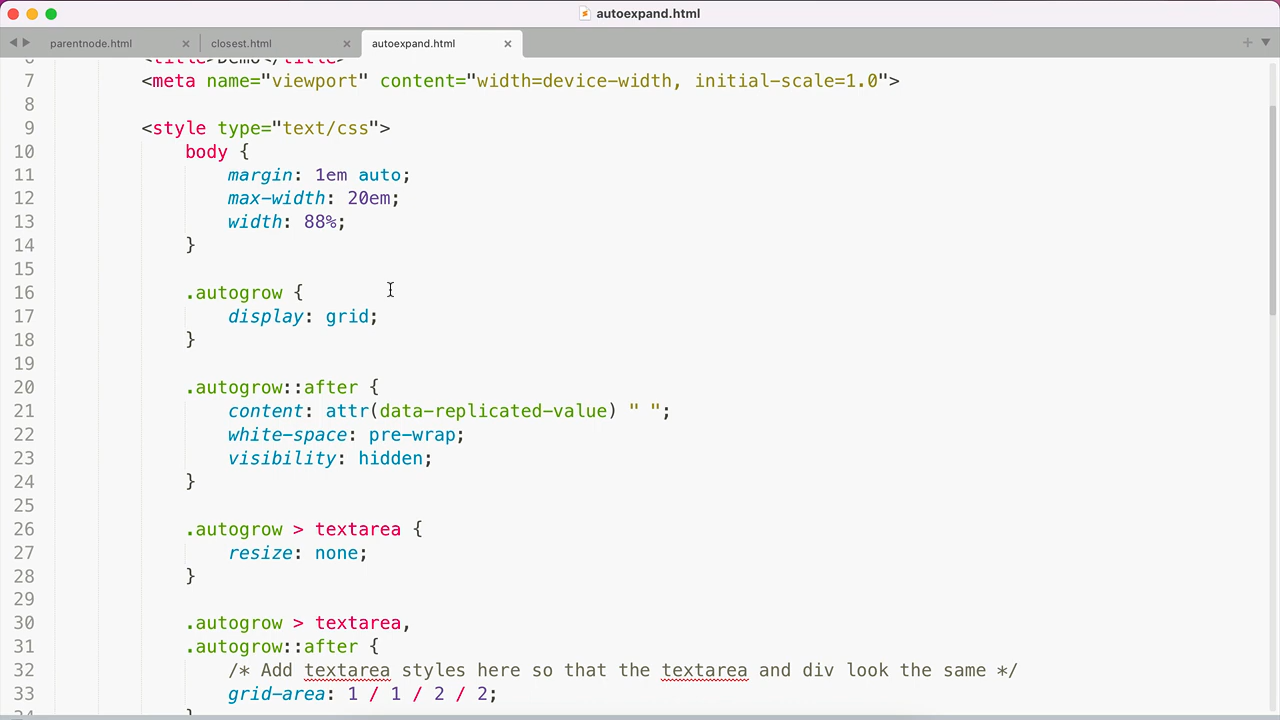 autoexpand.html
parentnode.html × closest.html × autoexpand.html ×
6 <title>Demo</title>
7 <meta name="viewport" content="width=device-width, initial-scale=1.0">
8
9 <style type="text/css">
10 body {
11 margin: 1em auto;
12 max-width: 20em;
13 width: 88%;
14 }
15
16 .autogrow {
17 display: grid;
18 }
19
20 .autogrow::after {
21 content: attr(data-replicated-value) " ";
22 white-space: pre-wrap;
23 visibility: hidden;
24 }
25
26 .autogrow > textarea {
27 resize: none;
28 }
29
30 .autogrow > textarea,
31 .autogrow::after {
32 /* Add textarea styles here so that the textarea and div look the same */
33 grid-area: 1 / 1 / 2 / 2;
34 }